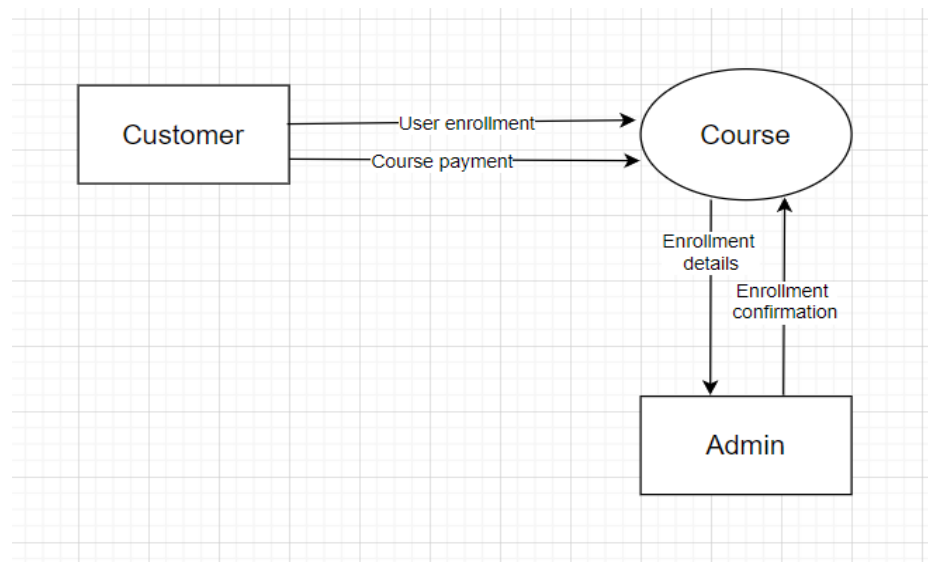 Customer
User enrollment
Course payment
Course
Enrollment
details
Enrollment
confirmation
Admin